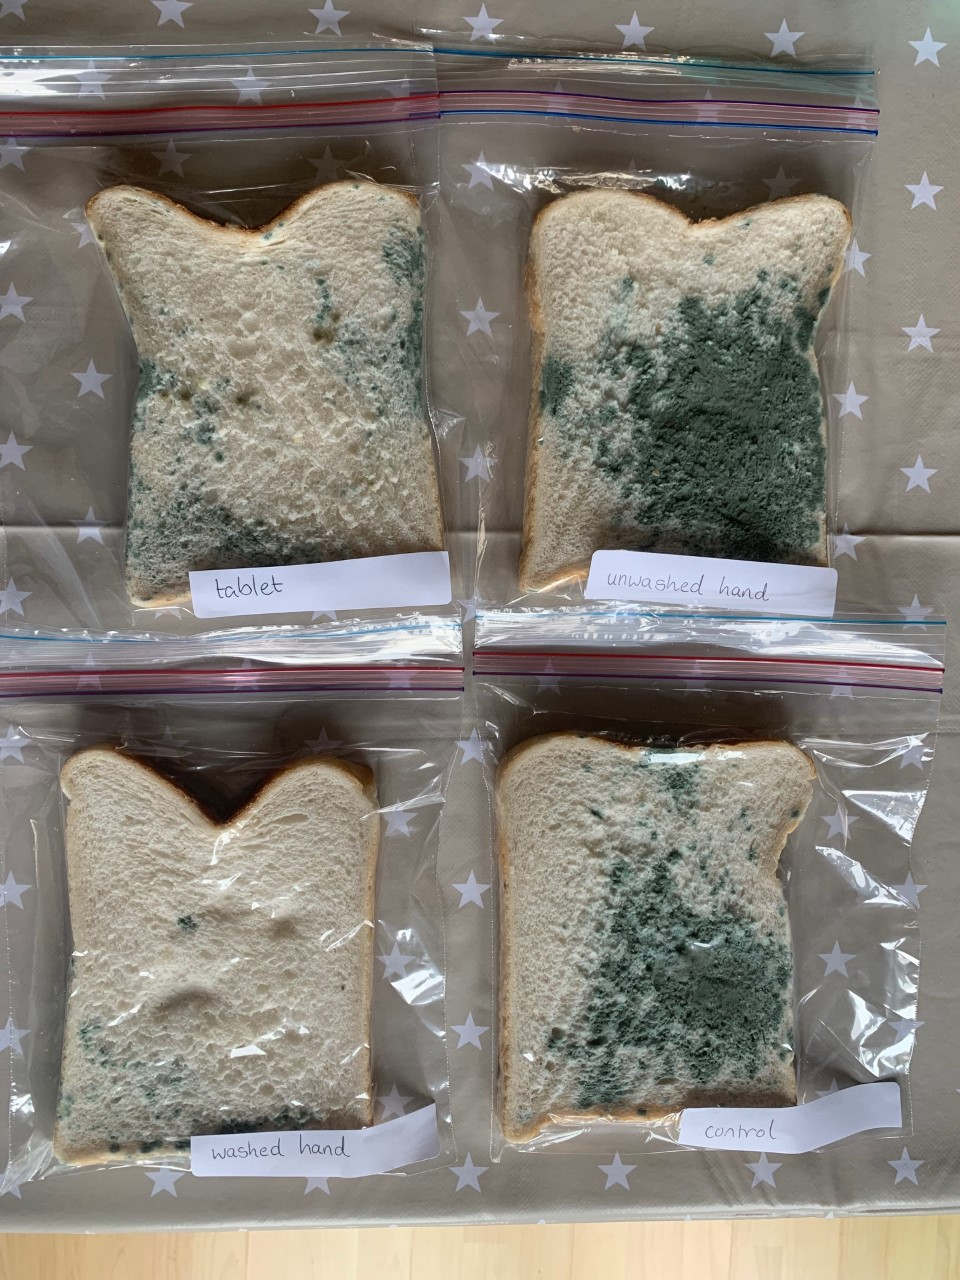 tablet
unwashed hand
washed hand
control